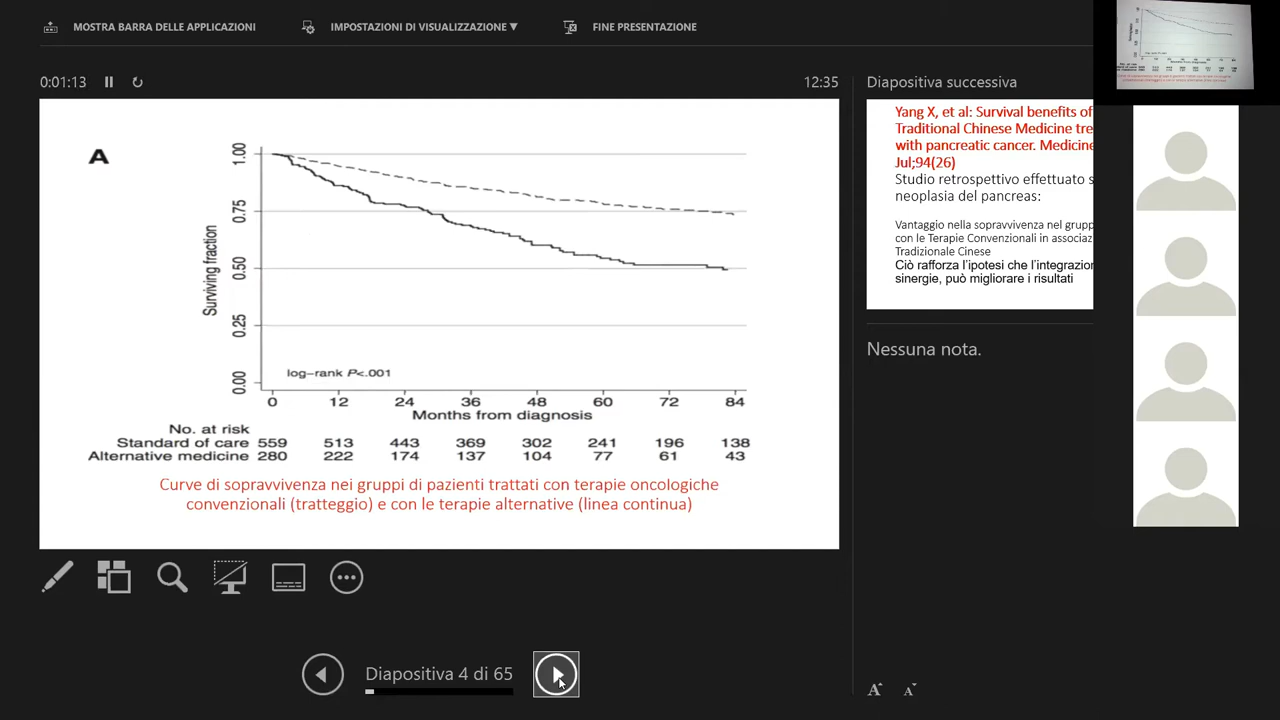 MOSTRA BARRA DELLE APPLICAZIONI
IMPOSTAZIONI DI VISUALIZZAZIONE ▼
FINE PRESENTAZIONE
0:01:13
12:35
A
Surviving fraction
1.00
0.75
0.50
0.25
0.00
log-rank P<.001
0 12 24 36 48 60 72 84
Months from diagnosis
No. at risk
Standard of care 559 513 443 369 302 241 196 138
Alternative medicine 280 222 174 137 104 77 61 43
Curve di sopravvivenza nei gruppi di pazienti trattati con terapie oncologiche
convenzionali (tratteggio) e con le terapie alternative (linea continua)
Diapositiva 4 di 65
Diapositiva successiva
Yang X, et al: Survival benefits of
Traditional Chinese Medicine tre
with pancreatic cancer. Medicine
Jul;94(26)
Studio retrospettivo effettuato s
neoplasia del pancreas:
Vantaggio nella sopravvivenza nel grupp
con le Terapie Convenzionali in associaz
Tradizionale Cinese
Ciò rafforza l'ipotesi che l'integrazion
sinergie, può migliorare i risultati
Nessuna nota.
A A